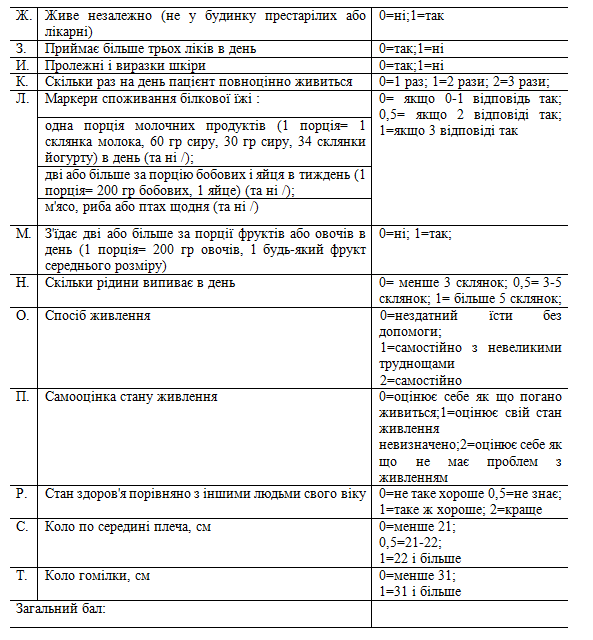 Ж. Живе незалежно (не у будинку престарілих або 0=ні;1=так
лікарні)
З. Приймає більше трьох ліків в день 0=так;1=ні
И. Пролежні і виразки шкіри 0=так;1=ні
К. Скільки раз на день пацієнт повноцінно живиться 0=1 раз; 1=2 рази; 2=3 рази;
Л. Маркери споживання білкової їжі : 0= якщо 0-1 відповідь так;
0,5= якщо 2 відповіді так;
1=якщо 3 відповіді так
одна порція молочних продуктів (1 порція= 1
склянка молока, 60 гр сиру, 30 грр сиру, 34 склянки
йогурту) в день (та ні /);
дві або більше за порцію бобових і яйця в тиждень (1
порція= 200 гр бобових, 1 яйце) (та ні /);
м'ясо, риба або птах щодня (та ні /)
М. З'їдає дві або більше за порції фруктів або овочів в 0=ні; 1=так;
день (1 порція= 200 гр овочів, 1 будь-який фрукт
середнього розміру)
Н. Скільки рідини випиває в день 0= менше 3 склянок; 0,5= 3-5
склянок; 1= більше 5 склянок;
О. Спосіб живлення 0=нездатний їсти без
допомоги;
1=самостійно з невеликими
труднощами
2=самостійно
П. Самооцінка стану живлення 0=оцінює себе як що погано
живиться;1=оцінює свій стан
живлення
невизначено;2=оцінює себе як
що не має проблем з
живленням
Р. Стан здоров'я порівняно з іншими людьми свого віку 0=не таке хороше 0,5=не знає;
1=таке ж хороше; 2=краще
С. Коло по середині плеча, см 0=менше 21;
0,5=21-22;
1=22 і більше
Т. Коло гомілки, см 0=менше 31;
1=31 і більше
Загальний бал: